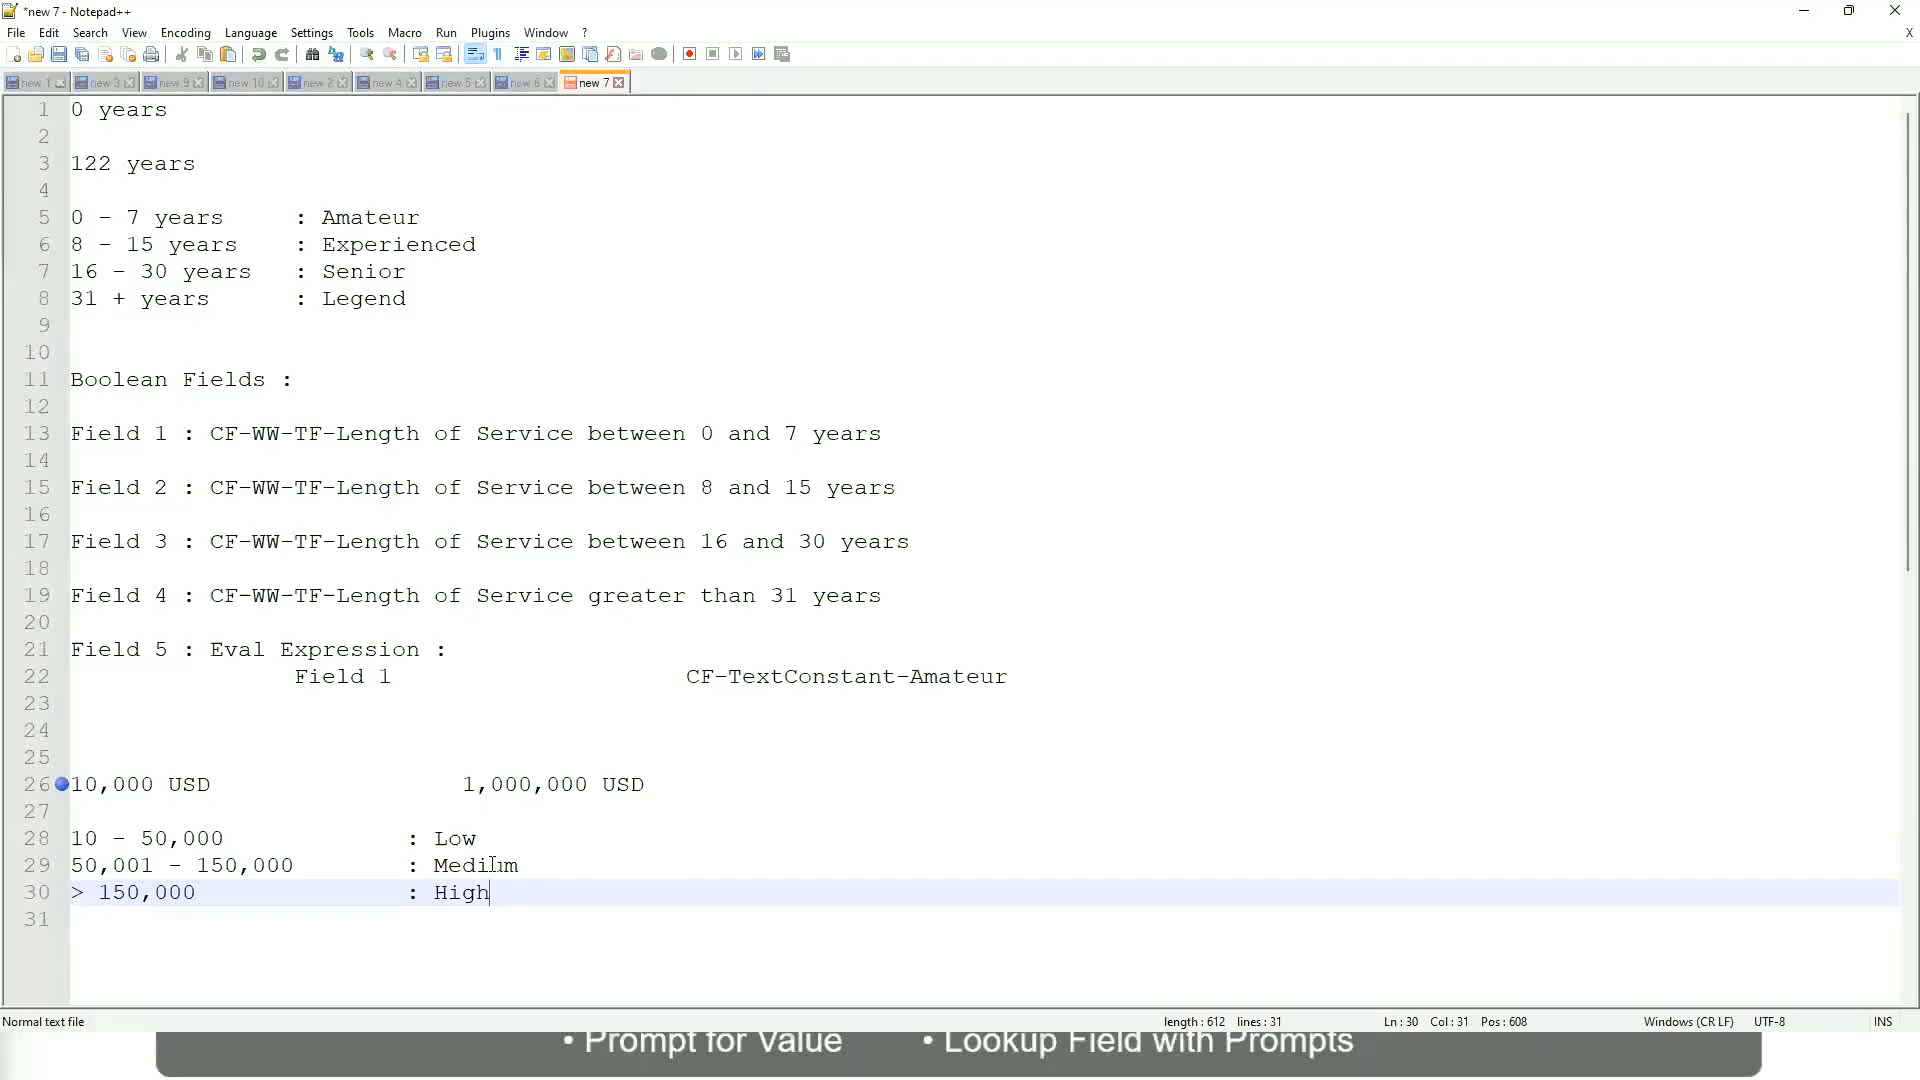 *new 7 - Notepad++
File Edit Search View Encoding Language Settings Tools Macro Run Plugins Window ? X
new 1 new 3 new 9 new 10 new 2 new 4 new 5 new 6 new 7
1 0 years
2
3 122 years
4
5 0 - 7 years : Amateur
6 8 - 15 years : Experienced
7 16 - 30 years : Senior
8 31 + years : Legend
9
10
11 Boolean Fields :
12
13 Field 1 : CF-WW-TF-Length of Service between 0 and 7 years
14
15 Field 2 : CF-WW-TF-Length of Service between 8 and 15 years
16
17 Field 3 : CF-WW-TF-Length of Service between 16 and 30 years
18
19 Field 4 : CF-WW-TF-Length of Service greater than 31 years
20
21 Field 5 : Eval Expression :
22 Field 1 CF-TextConstant-Amateur
23
24
25
26 10,000 USD 1,000,000 USD
27
28 10 - 50,000 : Low
29 50,001 - 150,000 : Medium
30 > 150,000 : High
31
Normal text file length : 612 lines : 31 Ln : 30 Col : 31 Pos : 608 Windows (CR LF) UTF-8 INS
• Prompt for Value • Lookup Field with Prompts